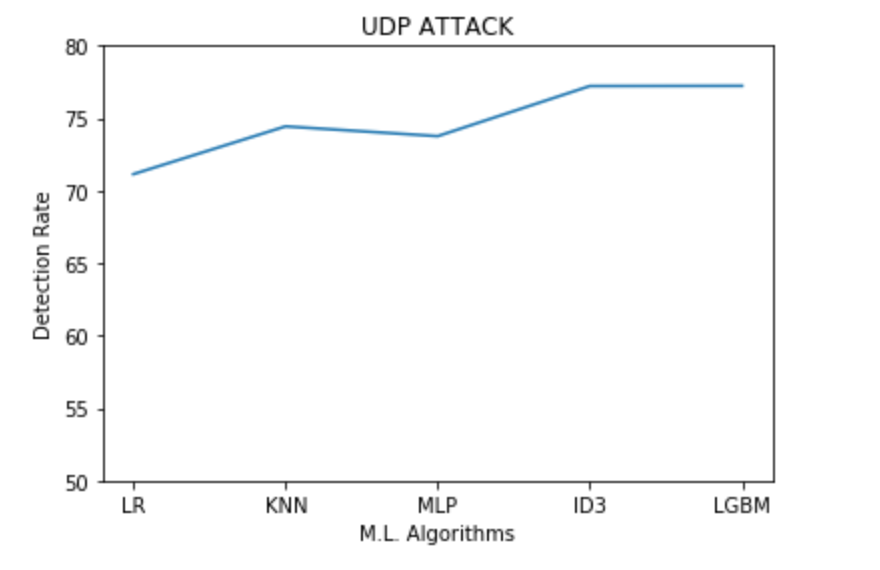 UDP ATTACK
80
75
70
65
60
55
50
Detection Rate
LR KNN MLP ID3 LGBM
M.L. Algorithms